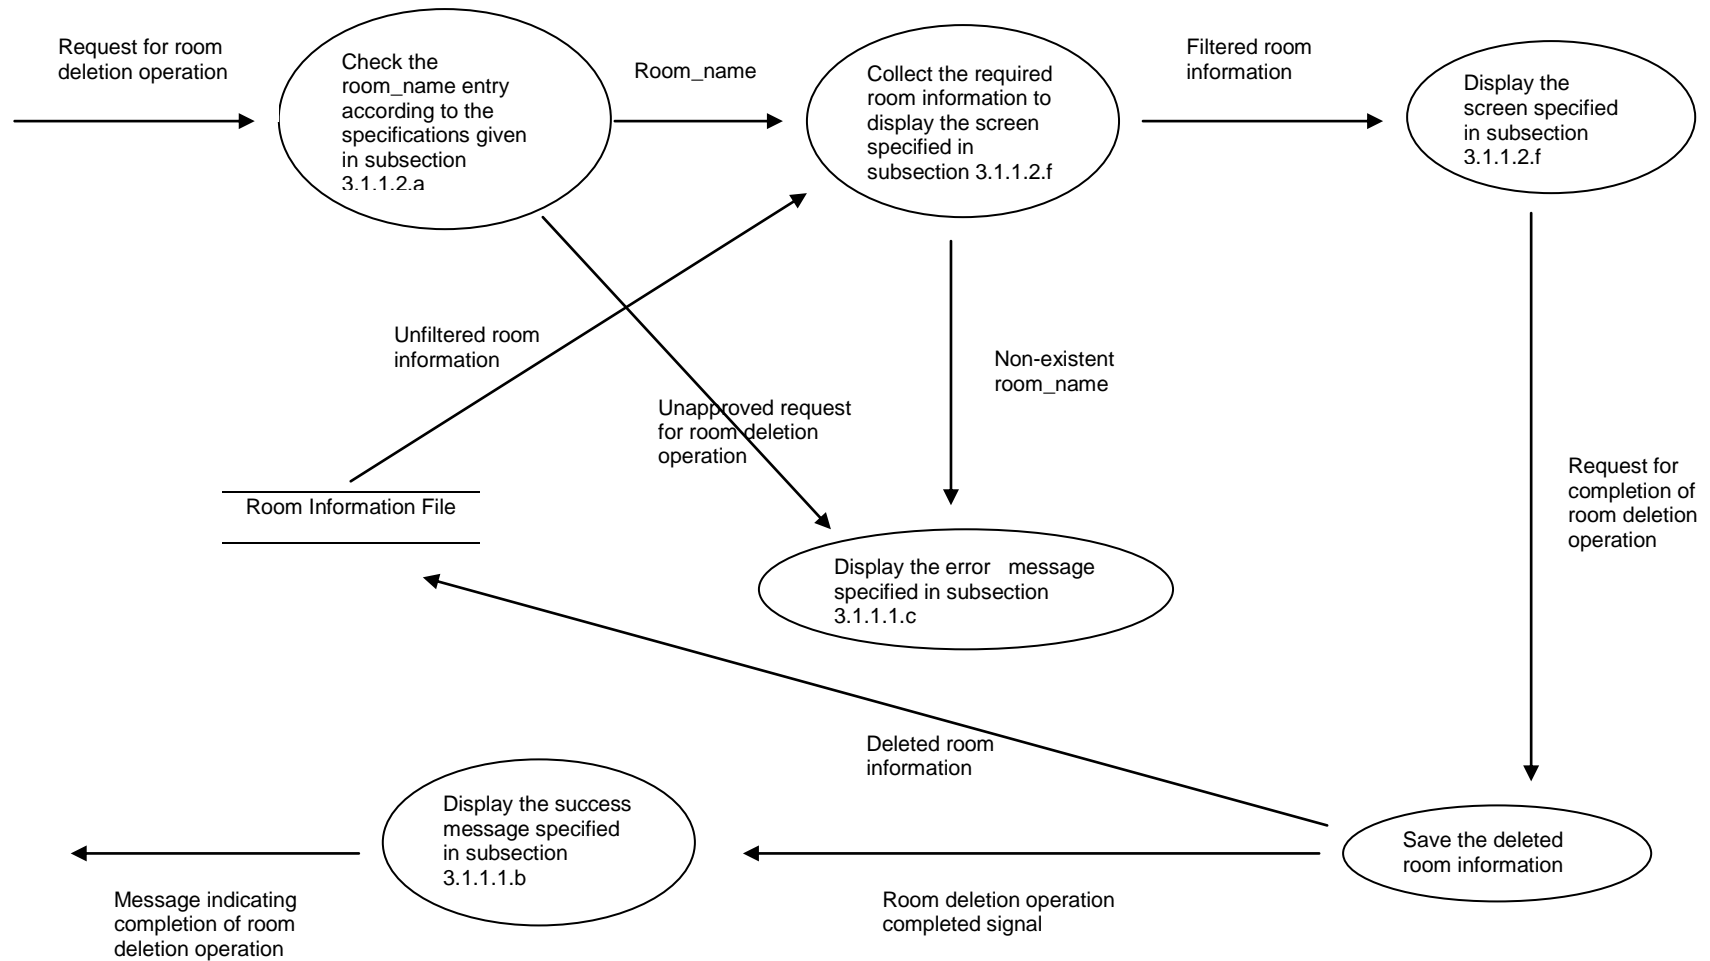 Request for room
deletion operation
Check the
room_name entry
according to the
specifications given
in subsection
3.1.1.2.a
Room_name
Collect the required
room information to
display the screen
specified in
subsection 3.1.1.2.f
Filtered room
information
Display the
screen specified
in subsection
3.1.1.2.f
Unfiltered room
information
Unapproved request
for room deletion
operation
Non-existent
room_name
Request for
completion of
room deletion
operation
Room Information File
Display the error message
specified in subsection
3.1.1.1.c
Deleted room
information
Display the success
message specified
in subsection
3.1.1.1.b
Save the deleted
room information
Message indicating
completion of room
deletion operation
Room deletion operation
completed signal